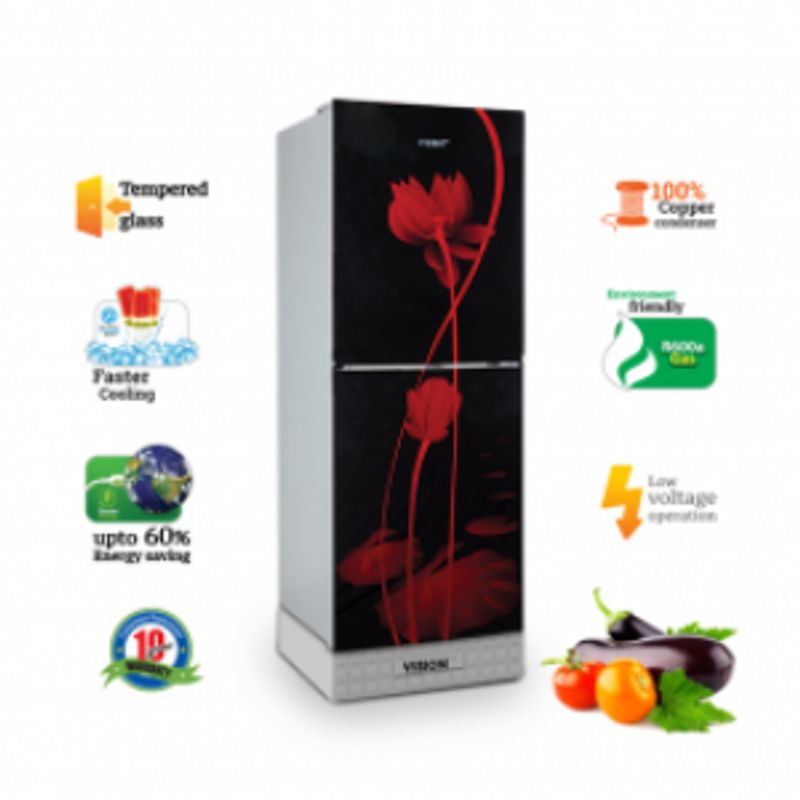 Tempered
glass
Faster
Cooling
upto 60%
Energy saving
10
100%
Copper
condenser
Environment
friendly
R600a
Gas
Low
voltage
operation
VISION